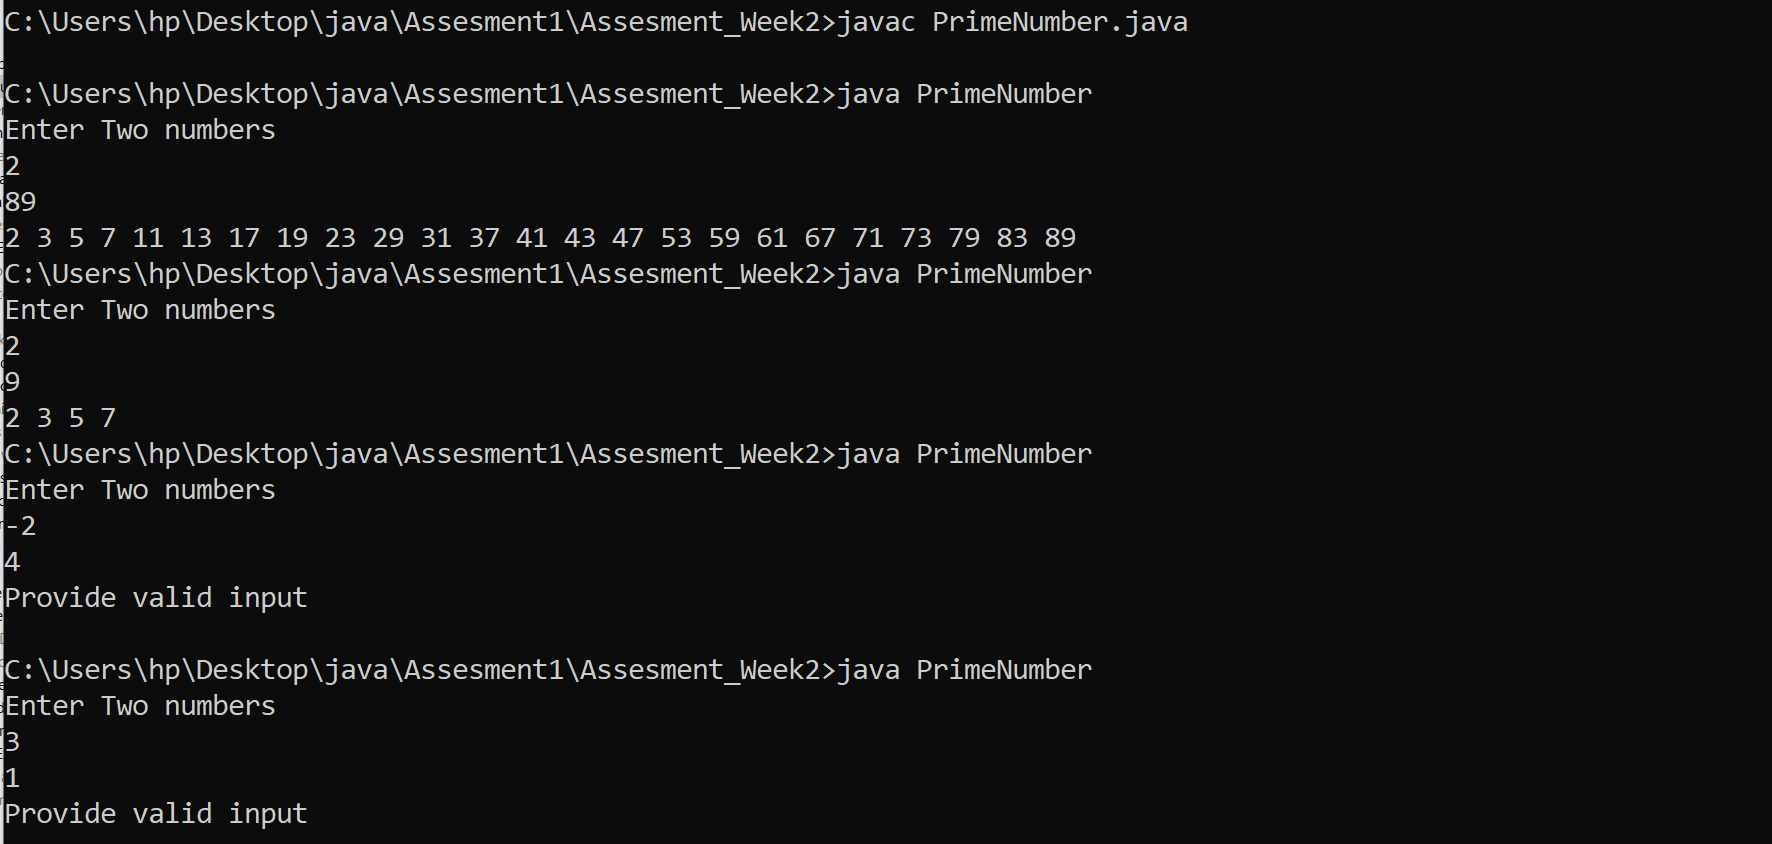 C:\Users\hp\Desktop\java\Assesment1\Assesment_Week2>javac PrimeNumber.java
C:\Users\hp\Desktop\java\Assesment1\Assesment_Week2>java PrimeNumber
Enter Two numbers
2
89
2 3 5 7 11 13 17 19 23 29 31 37 41 43 47 53 59 61 67 71 73 79 83 89
C:\Users\hp\Desktop\java\Assesment1\Assesment_Week2>java PrimeNumber
Enter Two numbers
2
9
2 3 5 7
C:\Users\hp\Desktop\java\Assesment1\Assesment_Week2>java PrimeNumber
Enter Two numbers
-2
4
Provide valid input
C:\Users\hp\Desktop\java\Assesment1\Assesment_Week2>java PrimeNumber
Enter Two numbers
3
1
Provide valid input